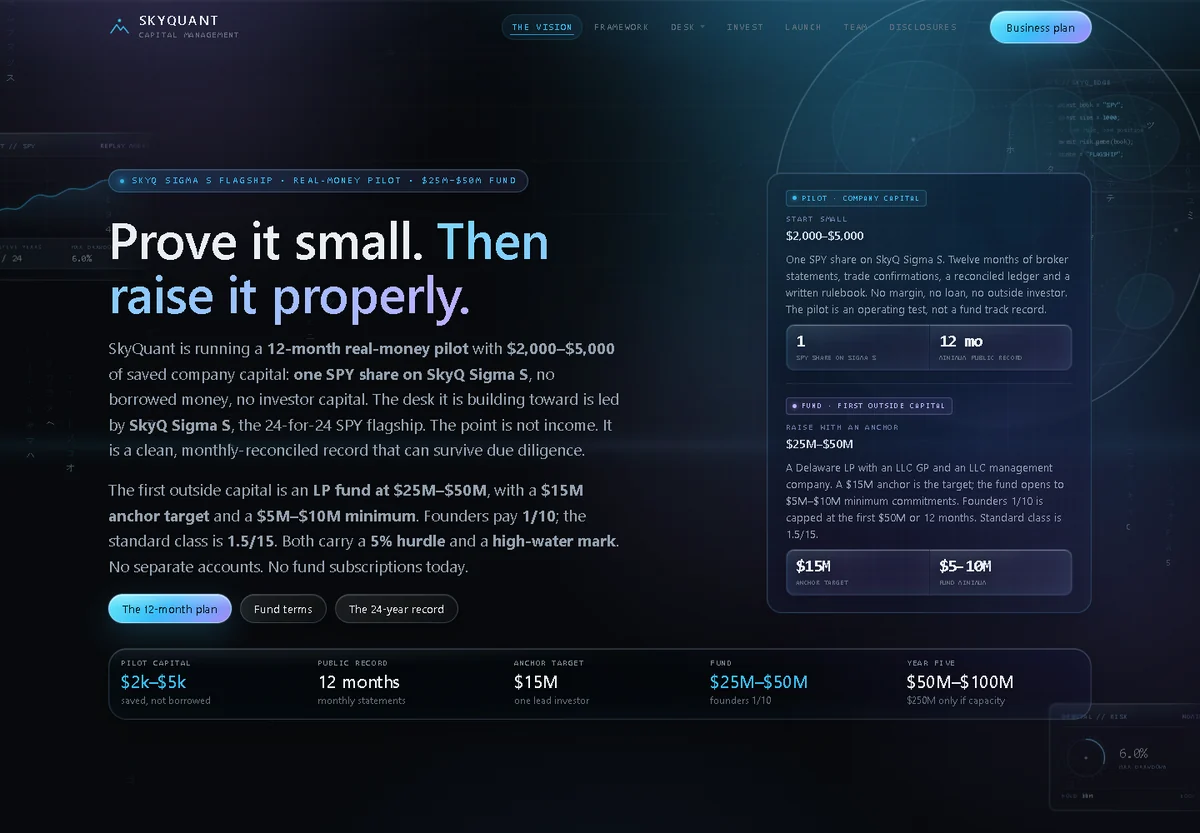 SKYQUANT
CAPITAL MANAGEMENT
THE VISION
FRAMEWORK
DESK
INVEST
LAUNCH
TEAM
DISCLOSURES
Business plan
SKYQ SIGMA S FLAGSHIP · REAL-MONEY PILOT · $25M–$50M FUND
Prove it small. Then
raise it properly.
SkyQuant is running a 12-month real-money pilot with $2,000–$5,000
of saved company capital: one SPY share on SkyQ Sigma S, no
borrowed money, no investor capital. The desk it is building toward is led
by SkyQ Sigma S, the 24-for-24 SPY flagship. The point is not income. It
is a clean, monthly-reconciled record that can survive due diligence.
The first outside capital is an LP fund at $25M–$50M, with a $15M
anchor target and a $5M–$10M minimum. Founders pay 1/10; the
standard class is 1.5/15. Both carry a 5% hurdle and a high-water mark.
No separate accounts. No fund subscriptions today.
The 12-month plan
Fund terms
The 24-year record
PILOT · COMPANY CAPITAL
START SMALL
$2,000–$5,000
One SPY share on SkyQ Sigma S. Twelve months of broker
statements, trade confirmations, a reconciled ledger and a
written rulebook. No margin, no loan, no outside investor.
The pilot is an operating test, not a fund track record.
1
SPY SHARE ON SIGMA S
12 mo
MINIMUM PUBLIC RECORD
FUND · FIRST OUTSIDE CAPITAL
RAISE WITH AN ANCHOR
$25M–$50M
A Delaware LP with an LLC GP and an LLC management
company. A $15M anchor is the target; the fund opens to
$5M–$10M minimum commitments. Founders 1/10 is
capped at the first $50M or 12 months. Standard class is
1.5/15.
$15M
ANCHOR TARGET
$5–10M
FUND MINIMUM
PILOT CAPITAL
$2k–$5k
saved, not borrowed
PUBLIC RECORD
12 months
monthly statements
ANCHOR TARGET
$15M
one lead investor
FUND
$25M–$50M
founders 1/10
YEAR FIVE
$50M–$100M
$250M only if capacity
// SPY
/ 24
6.0%
// RISK
6.0%
MAX DRAWDOWN